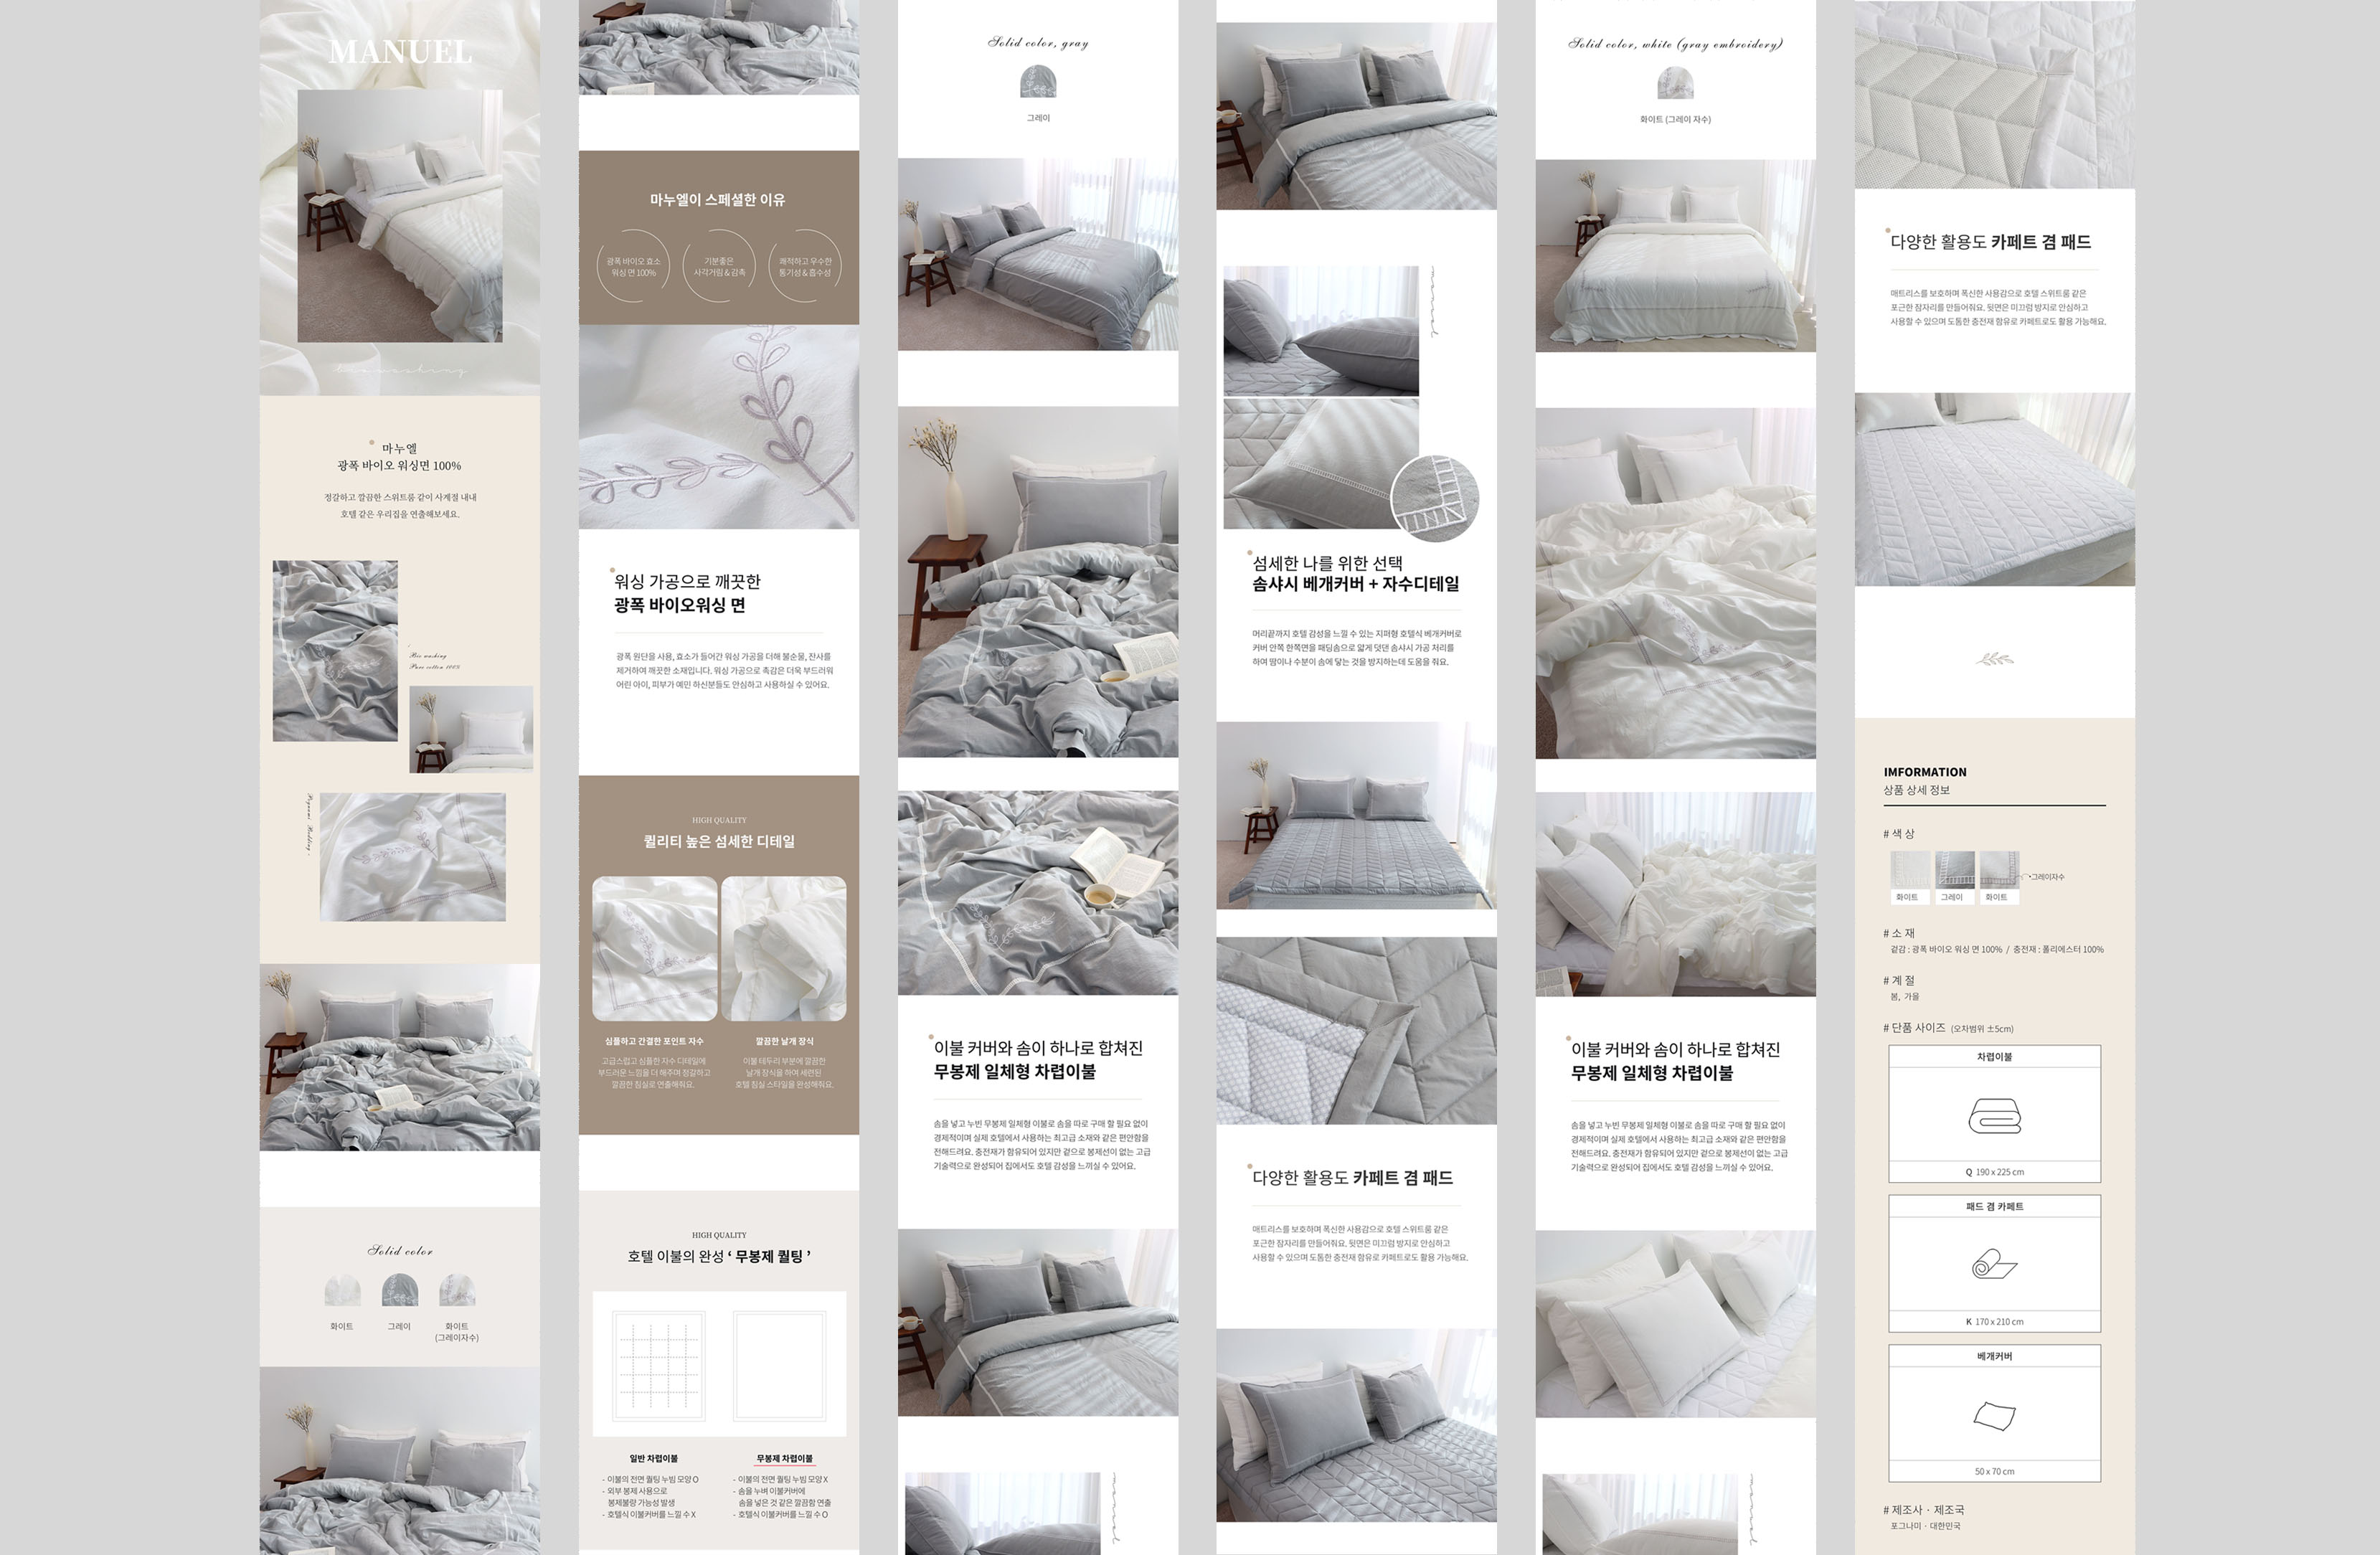 MANUEL
biowashing
마누엘
광폭 바이오 워싱면 100%
정갈하고 깔끔한 스위트룸 같이 사계절 내내
호텔 같은 우리집을 연출해보세요.
Bio washing
Pure cotton 100%
Solid color
화이트
그레이
화이트
(그레이자수)
마누엘이 스페셜한 이유
광폭 바이오 효소
워싱 면 100%
기분좋은
사각거림 & 감촉
쾌적하고 우수한
통기성 & 흡수성
워싱 가공으로 깨끗한
광폭 바이오워싱 면
광폭 원단을 사용, 효소가 들어간 워싱 가공을 더해 불순물, 잔사를
제거하여 깨끗한 소재입니다. 워싱 가공으로 촉감은 더욱 부드러워
어린 아이, 피부가 예민 하신분들도 안심하고 사용하실 수 있어요.
HIGH QUALITY
퀄리티 높은 섬세한 디테일
심플하고 간결한 포인트 자수
고급스럽고 심플한 자수 디테일에
부드러운 느낌을 더 해주며 정갈하고
깔끔한 침실로 연출해줘요.
깔끔한 날개 장식
이불 테두리 부분에 깔끔한
날개 장식을 하여 세련된
호텔 침실 스타일을 완성해줘요.
HIGH QUALITY
호텔 이불의 완성 ‘ 무봉제 퀼팅 ’
일반 차렵이불
- 이불의 전면 퀼팅 누빔 모양 O
- 외부 봉제 사용으로
봉제불량 가능성 발생
- 호텔식 이불커버를 느낄 수 X
무봉제 차렵이불
- 이불의 전면 퀼팅 누빔 모양 X
- 솜을 누벼 이불커버에
솜을 넣은 것 같은 깔끔함 연출
- 호텔식 이불커버를 느낄 수 O
Solid color, gray
그레이
이불 커버와 솜이 하나로 합쳐진
무봉제 일체형 차렵이불
솜을 넣고 누빈 무봉제 일체형 이불로 솜을 따로 구매 할 필요 없이
경제적이며 실제 호텔에서 사용하는 최고급 소재와 같은 편안함을
전해드려요. 충전재가 함유되어 있지만 겉으로 봉제선이 없는 고급
기술력으로 완성되어 집에서도 호텔 감성을 느끼실 수 있어요.
섬세한 나를 위한 선택
솜샤시 베개커버 + 자수디테일
머리끝까지 호텔 감성을 느낄 수 있는 지퍼형 호텔식 베개커버로
커버 안쪽 한쪽면을 패딩솜으로 얇게 덧댄 솜샤시 가공 처리를
하여 땀이나 수분이 솜에 닿는 것을 방지하는데 도움을 줘요.
다양한 활용도 카페트 겸 패드
매트리스를 보호하며 폭신한 사용감으로 호텔 스위트룸 같은
포근한 잠자리를 만들어줘요. 뒷면은 미끄럼 방지로 안심하고
사용할 수 있으며 도톰한 충전재 함유로 카페트로도 활용 가능해요.
Solid color, white (gray embroidery)
화이트 (그레이 자수)
이불 커버와 솜이 하나로 합쳐진
무봉제 일체형 차렵이불
솜을 넣고 누빈 무봉제 일체형 이불로 솜을 따로 구매 할 필요 없이
경제적이며 실제 호텔에서 사용하는 최고급 소재와 같은 편안함을
전해드려요. 충전재가 함유되어 있지만 겉으로 봉제선이 없는 고급
기술력으로 완성되어 집에서도 호텔 감성을 느끼실 수 있어요.
다양한 활용도 카페트 겸 패드
매트리스를 보호하며 폭신한 사용감으로 호텔 스위트룸 같은
포근한 잠자리를 만들어줘요. 뒷면은 미끄럼 방지로 안심하고
사용할 수 있으며 도톰한 충전재 함유로 카페트로도 활용 가능해요.
IMFORMATION
상품 상세 정보
# 색 상
그레이자수
화이트
그레이
화이트
# 소 재
겉감 : 광폭 바이오 워싱 면 100% / 충전재 : 폴리에스터 100%
# 계 절
봄, 가을
# 단품 사이즈 (오차범위 ±5cm)
차렵이불
Q 190 x 225 cm
패드 겸 카페트
K 170 x 210 cm
베개커버
50 x 70 cm
# 제조사 · 제조국
포그나미 · 대한민국